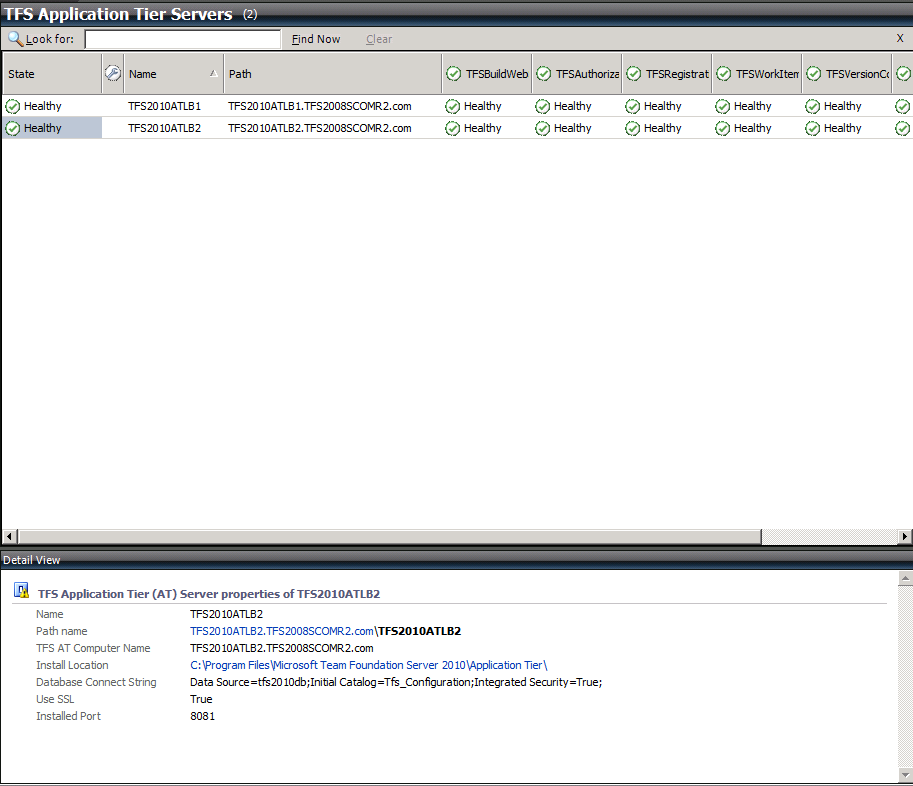 TFS Application Tier Servers (2)
Look for: Find Now Clear X
State Name Path TFSBuildWeb TFSAuthoriza TFSRegistrat TFSWorkItem TFSVersionCo
Healthy TFS2010ATLB1 TFS2010ATLB1.TFS2008SCOMR2.com Healthy Healthy Healthy Healthy Healthy
Healthy TFS2010ATLB2 TFS2010ATLB2.TFS2008SCOMR2.com Healthy Healthy Healthy Healthy Healthy
Detail View
TFS Application Tier (AT) Server properties of TFS2010ATLB2
Name TFS2010ATLB2
Path name TFS2010ATLB2.TFS2008SCOMR2.com\TFS2010ATLB2
TFS AT Computer Name TFS2010ATLB2.TFS2008SCOMR2.com
Install Location C:\Program Files\Microsoft Team Foundation Server 2010\Application Tier\
Database Connect String Data Source=tfs2010db;Initial Catalog=Tfs_Configuration;Integrated Security=True;
Use SSL True
Installed Port 8081